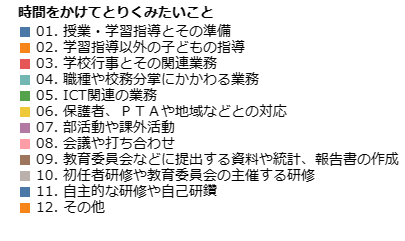 時間をかけてとりくみたいこと
01. 授業・学習指導とその準備
02. 学習指導以外の子どもの指導
03. 学校行事とその関連業務
04. 職種や校務分掌にかかわる業務
05. ICT関連の業務
06. 保護者、ＰＴＡや地域などとの対応
07. 部活動や課外活動
08. 会議や打ち合わせ
09. 教育委員会などに提出する資料や統計、報告書の作成
10. 初任者研修や教育委員会の主催する研修
11. 自主的な研修や自己研鑽
12. その他